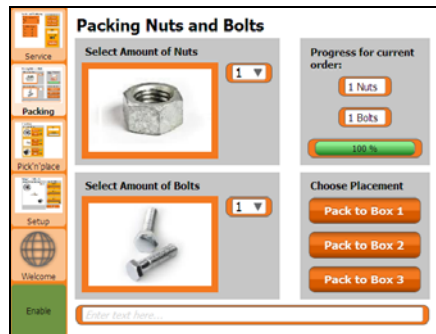 Packing Nuts and Bolts
Service
Packing
Pick'n'place
Setup
Welcome
Enable
Select Amount of Nuts
1
Progress for current
order:
1 Nuts
1 Bolts
100 %
Select Amount of Bolts
1
Choose Placement
Pack to Box 1
Pack to Box 2
Pack to Box 3
Enter text here...